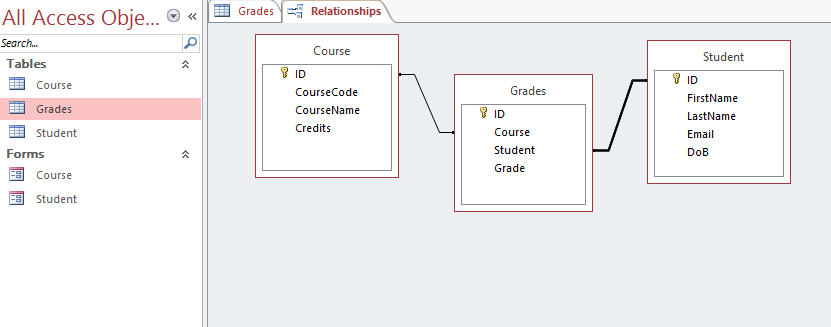 All Access Obje...
Search...
Tables
Course
Grades
Student
Forms
Course
Student
Grades
Relationships
Course
ID
CourseCode
CourseName
Credits
Grades
ID
Course
Student
Grade
Student
ID
FirstName
LastName
Email
DoB